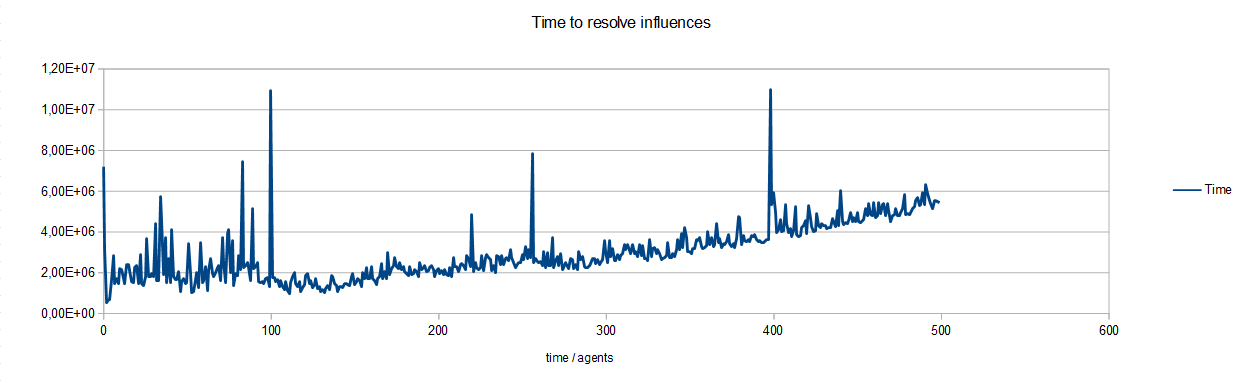 Time to resolve influences
1,20E+07
1,00E+07
8,00E+06
6,00E+06
4,00E+06
2,00E+06
0,00E+00
0 100 200 300 400 500 600
Time
time / agents